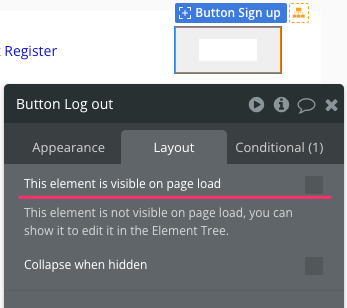 Button Sign up
Register
Button Log out
Appearance
Layout
Conditional (1)
This element is visible on page load
This element is not visible on page load, you can
show it to edit it in the Element Tree.
Collapse when hidden